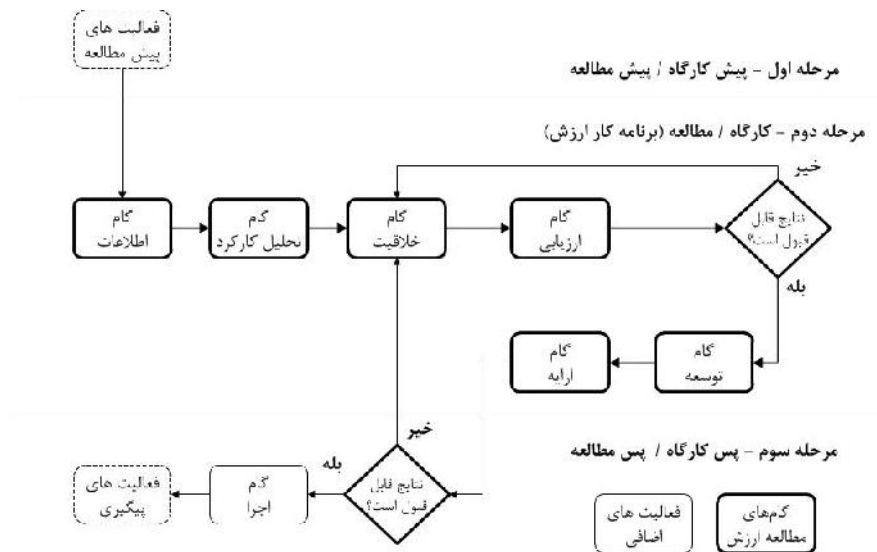 فعالیت های
پیش مطالعه
مرحله اول - پیش کارگاه / پیش مطالعه
مرحله دوم - کارگاه / مطالعه (برنامه کار ارزش)
خیر
گام
اطلاعات
گام
تحلیل کارکرد
گام
خلاقیت
گام
ارزیابی
نتایج قابل
قبول است؟
بله
گام
توسعه
گام
ارایه
مرحله سوم - پس کارگاه / پس مطالعه
خیر
نتایج قابل
قبول است؟
بله
گام
اجرا
فعالیت های
پیگیری
گام‌های
مطالعه ارزش
فعالیت های
اضافی